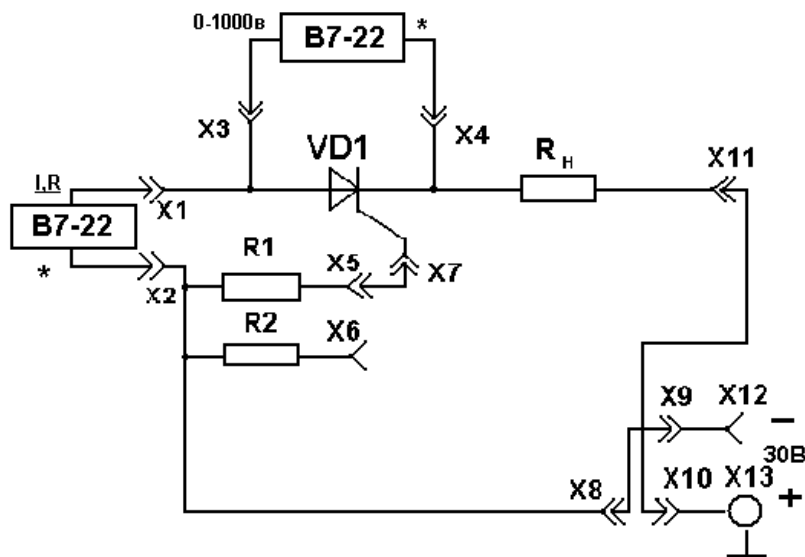 0-1000в
В7-22
*
X3
X4
VD1
R н
X11
I,R
X1
В7-22
*
X2
R1
X5
X7
R2
X6
X9
X12
−
30В
X8
X10
X13
+